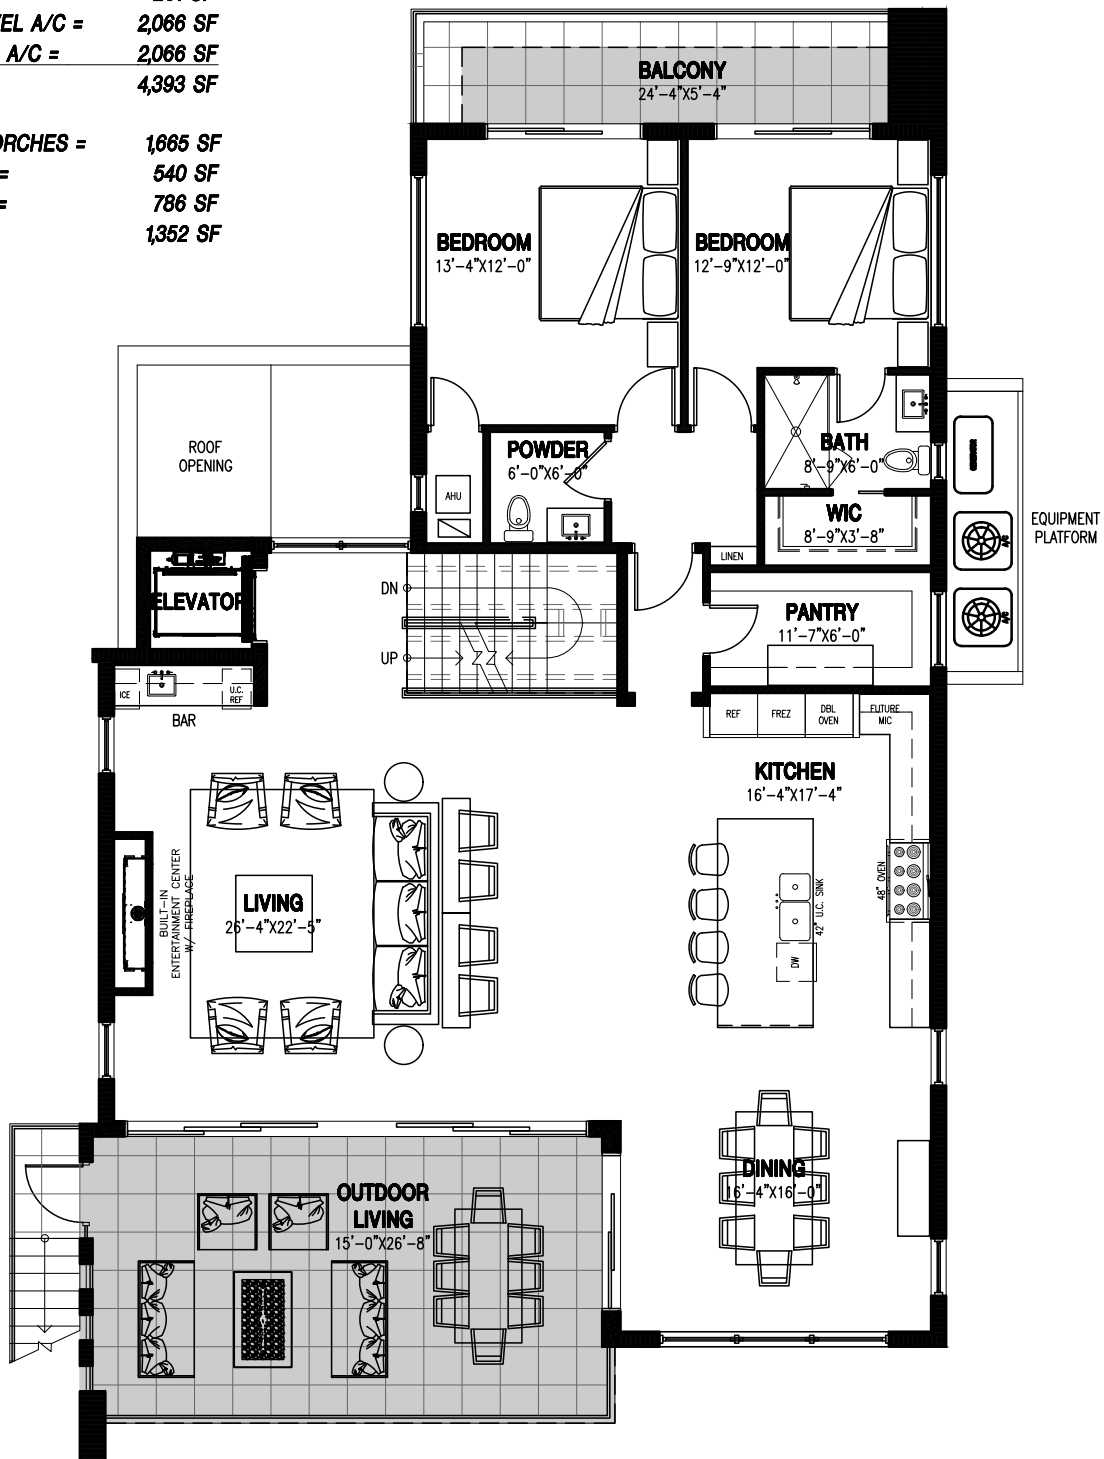 VEL A/C = 2,066 SF
A/C = 2,066 SF
4,393 SF
ORCHES = 1,665 SF
= 540 SF
= 786 SF
1,352 SF
BALCONY
24'-4"X5'-4"
BEDROOM
13'-4"X12'-0"
BEDROOM
12'-9"X12'-0"
ROOF
OPENING
POWDER
6'-0"X6'-0"
BATH
8'-9"X6'-0"
AHU
WIC
8'-9"X3'-8"
EQUIPMENT
PLATFORM
A/C
A/C
LINEN
ELEVATOR
DN
UP
PANTRY
11'-7"X6'-0"
ICE
U.C.
REF
BAR
REF
FREZ
DBL
OVEN
FUTURE
MIC
KITCHEN
16'-4"X17'-4"
48" OVEN
42" U.C. SINK
DW
LIVING
26'-4"X22'-5"
BUILT-IN
ENTERTAINMENT CENTER
W/ FIREPLACE
DINING
16'-4"X16'-0"
OUTDOOR
LIVING
15'-0"X26'-8"